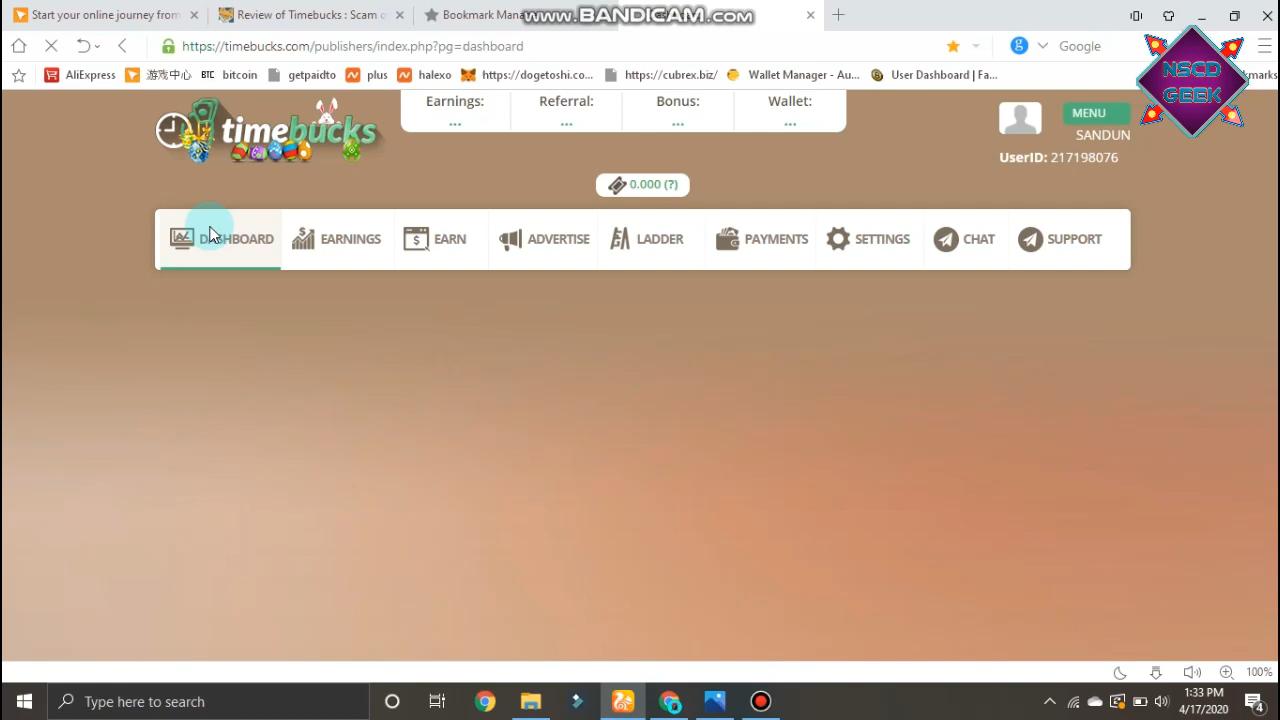 Start your online journey from
Review of Timebucks : Scam o
Bookmark Mana
www.BANDICAM.com
https://timebucks.com/publishers/index.php?pg=dashboard
Google
AliExpress
游戏中心
BTC bitcoin
getpaidto
plus
halexo
https://dogetoshi.co...
https://cubrex.biz/
Wallet Manager - Au...
User Dashboard | Fa...
NSCD
GEEK
timebucks
Earnings:
...
Referral:
...
Bonus:
...
Wallet:
...
MENU
SANDUN
UserID: 217198076
0.000 (?)
DASHBOARD
EARNINGS
EARN
ADVERTISE
LADDER
PAYMENTS
SETTINGS
CHAT
SUPPORT
100%
Type here to search
1:33 PM
4/17/2020
4